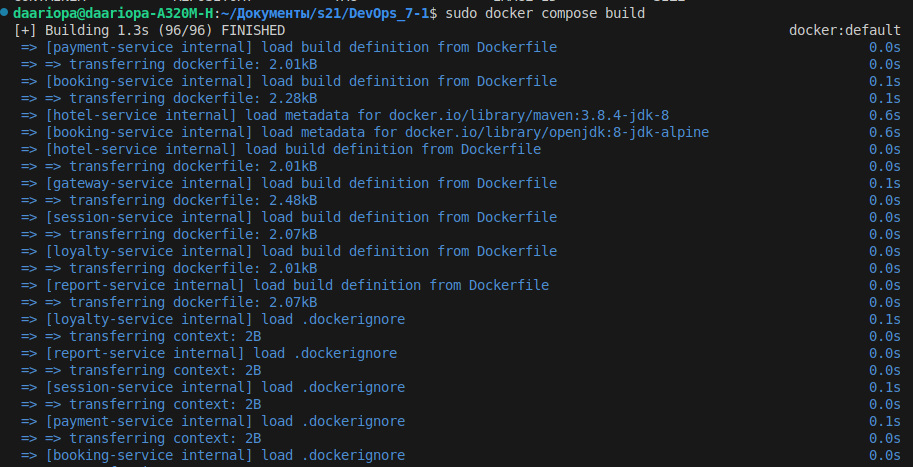 daariopa@daariopa-A320M-H:~/Документы/s21/DevOps_7-1$ sudo docker compose build
[+] Building 1.3s (96/96) FINISHED docker:default
=> [payment-service internal] load build definition from Dockerfile 0.0s
=> => transferring dockerfile: 2.01kB 0.0s
=> [booking-service internal] load build definition from Dockerfile 0.1s
=> => transferring dockerfile: 2.28kB 0.1s
=> [hotel-service internal] load metadata for docker.io/library/maven:3.8.4-jdk-8 0.6s
=> [booking-service internal] load metadata for docker.io/library/openjdk:8-jdk-alpine 0.6s
=> [hotel-service internal] load build definition from Dockerfile 0.0s
=> => transferring dockerfile: 2.01kB 0.0s
=> [gateway-service internal] load build definition from Dockerfile 0.1s
=> => transferring dockerfile: 2.48kB 0.0s
=> [session-service internal] load build definition from Dockerfile 0.0s
=> => transferring dockerfile: 2.07kB 0.0s
=> [loyalty-service internal] load build definition from Dockerfile 0.0s
=> => transferring dockerfile: 2.01kB 0.0s
=> [report-service internal] load build definition from Dockerfile 0.0s
=> => transferring dockerfile: 2.07kB 0.0s
=> [loyalty-service internal] load .dockerignore 0.1s
=> => transferring context: 2B 0.0s
=> [report-service internal] load .dockerignore 0.0s
=> => transferring context: 2B 0.0s
=> [session-service internal] load .dockerignore 0.1s
=> => transferring context: 2B 0.0s
=> [payment-service internal] load .dockerignore 0.1s
=> => transferring context: 2B 0.0s
=> [booking-service internal] load .dockerignore 0.0s